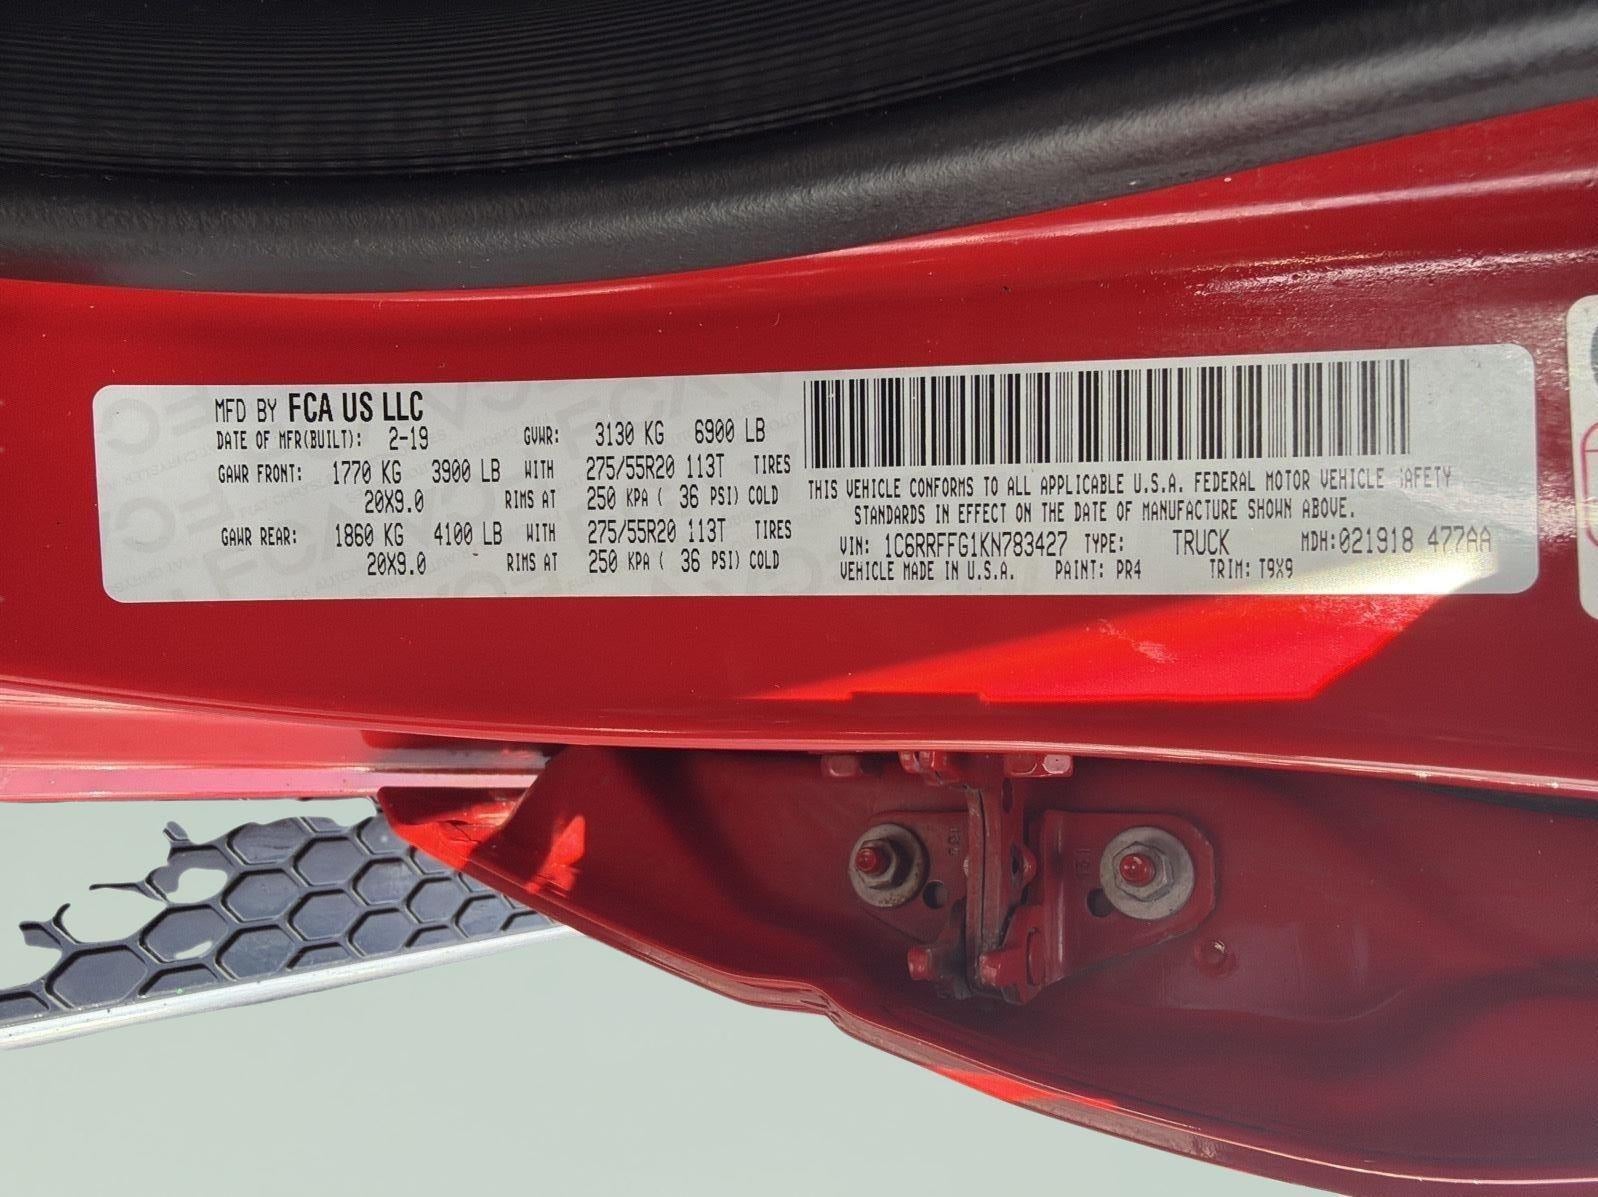 MFD BY FCA US LLC
DATE OF MFR(BUILT): 2-19 GVWR: 3130 KG 6900 LB
GAWR FRONT: 1770 KG 3900 LB WITH 275/55R20 113T TIRES
20X9.0 RIMS AT 250 KPA ( 36 PSI) COLD
GAWR REAR: 1860 KG 4100 LB WITH 275/55R20 113T TIRES
20X9.0 RIMS AT 250 KPA ( 36 PSI) COLD
THIS VEHICLE CONFORMS TO ALL APPLICABLE U.S.A. FEDERAL MOTOR VEHICLE SAFETY
STANDARDS IN EFFECT ON THE DATE OF MANUFACTURE SHOWN ABOVE.
VIN: 1C6RRFFG1KN783427 TYPE: TRUCK MDH:021918 477AA
VEHICLE MADE IN U.S.A. PAINT: PR4 TRIM: T9X9